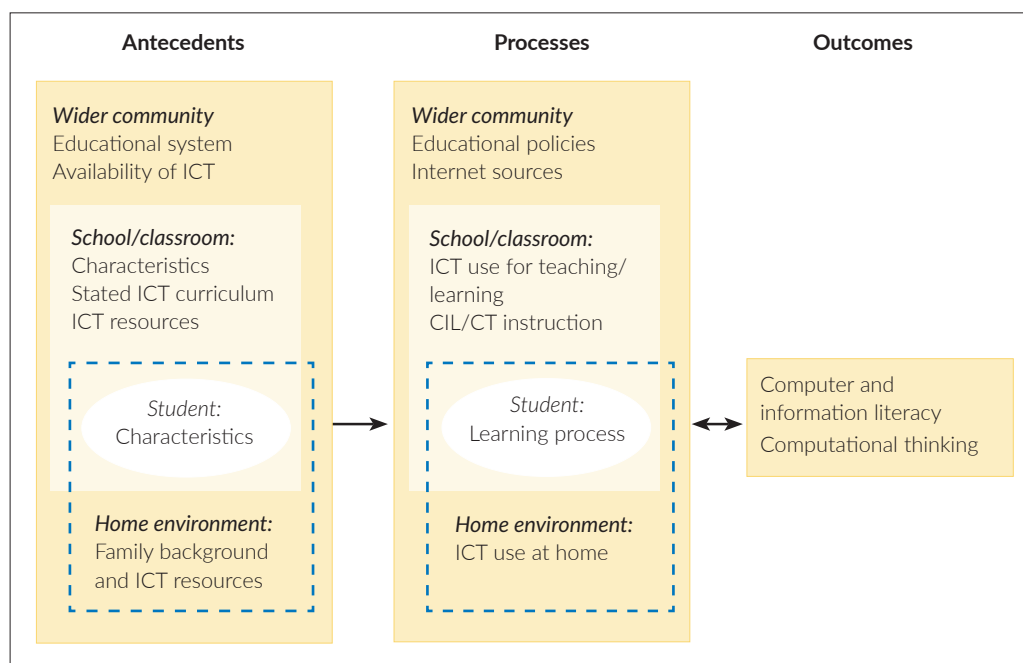 Antecedents
Processes
Outcomes
Wider community
Educational system
Availability of ICT
School/classroom:
Characteristics
Stated ICT curriculum
ICT resources
Student:
Characteristics
Home environment:
Family background
and ICT resources
Wider community
Educational policies
Internet sources
School/classroom:
ICT use for teaching/
learning
CIL/CT instruction
Student:
Learning process
Home environment:
ICT use at home
Computer and
information literacy
Computational thinking